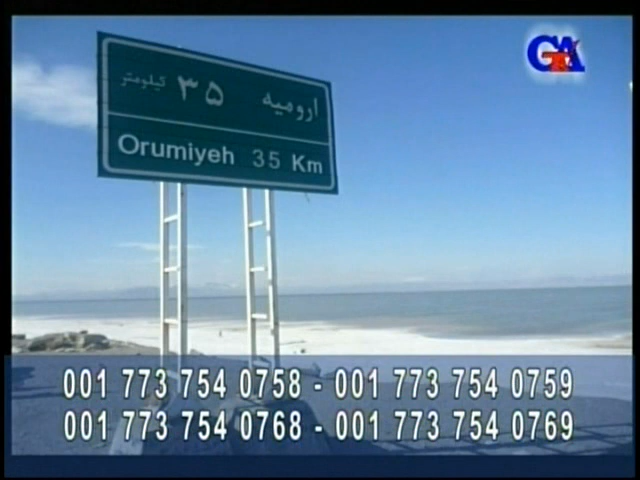 GAT
ارومیه ۳۵ کیلومتر
Orumiyeh 35 Km
001 773 754 0758 - 001 773 754 0759
001 773 754 0768 - 001 773 754 0769